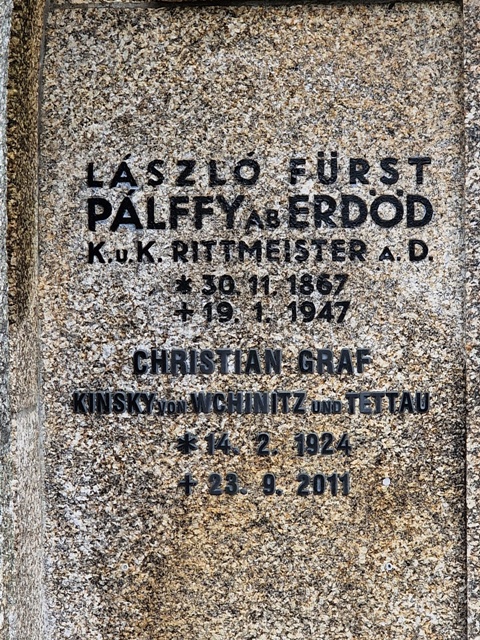 LÁSZLÓ FÜRST
PÁLFFY AB ERDÖD
K.u.K. RITTMEISTER A.D.
* 30. 11. 1867
+ 19. 1. 1947
CHRISTIAN GRAF
KINSKY VON WCHINITZ UND TETTAU
* 14. 2. 1924
+ 23. 9. 2011